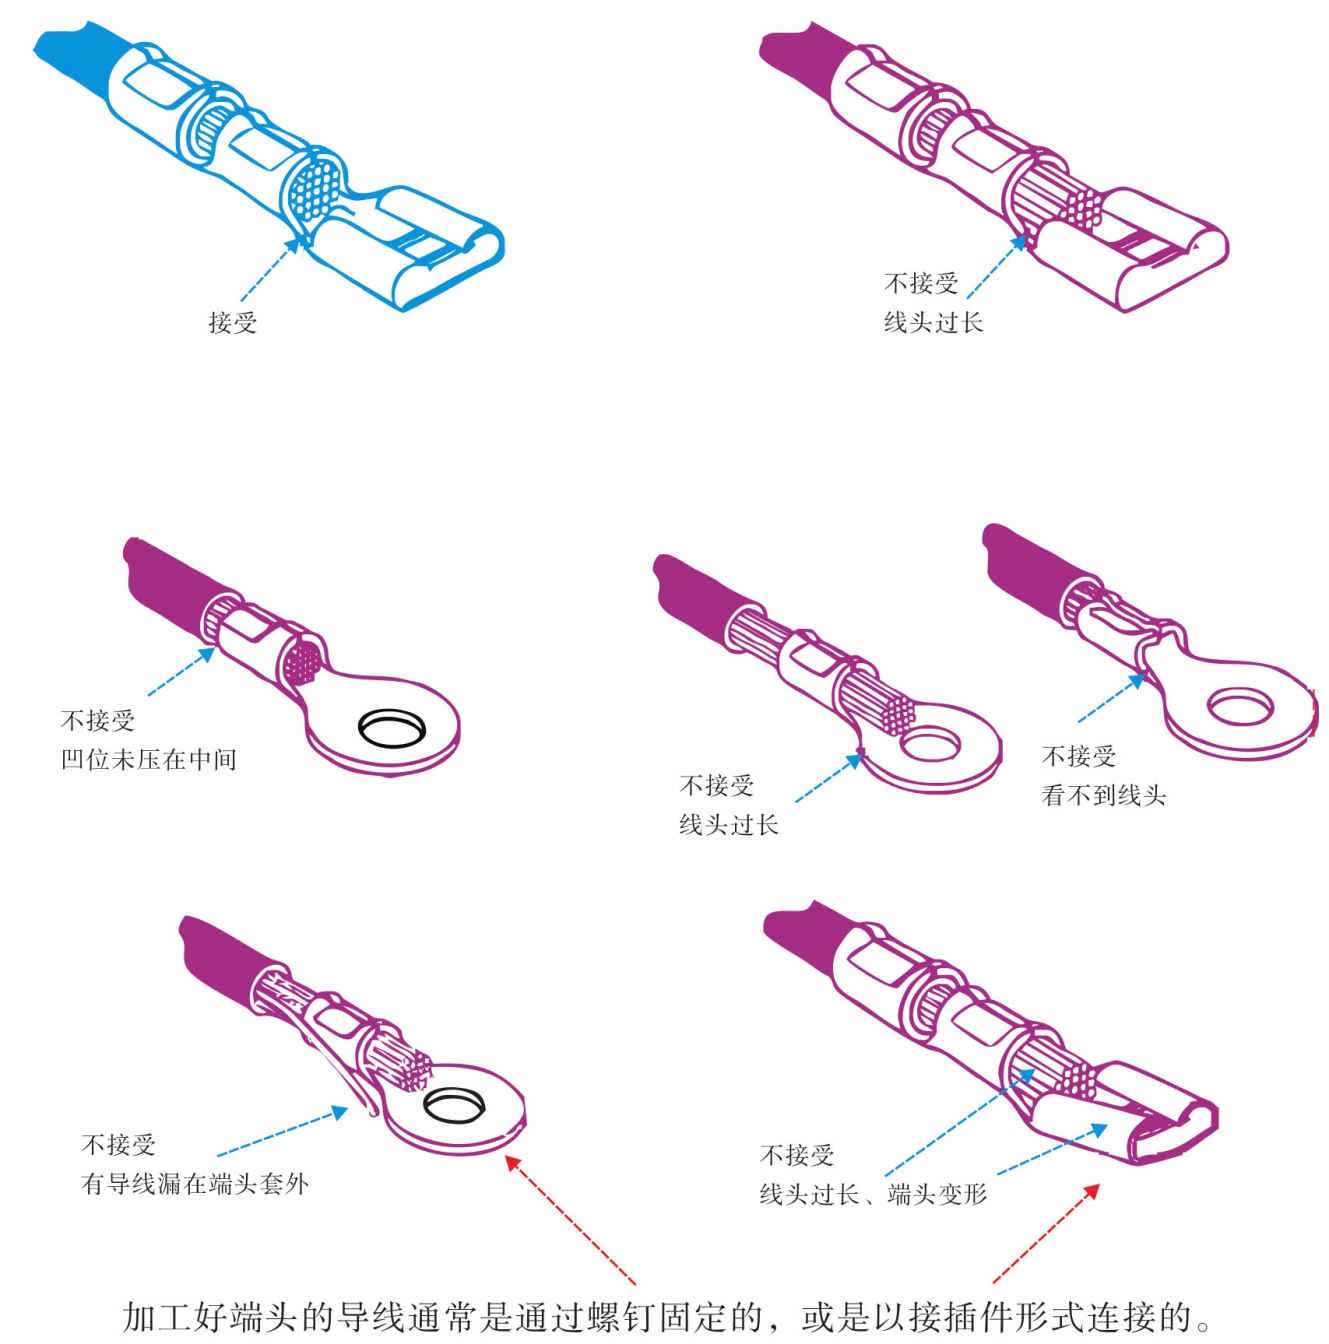 接受
不接受
线头过长
不接受
凹位未压在中间
不接受
线头过长
不接受
看不到线头
不接受
有导线漏在端头套外
不接受
线头过长、端头变形
加工好端头的导线通常是通过螺钉固定的，或是以接插件形式连接的。